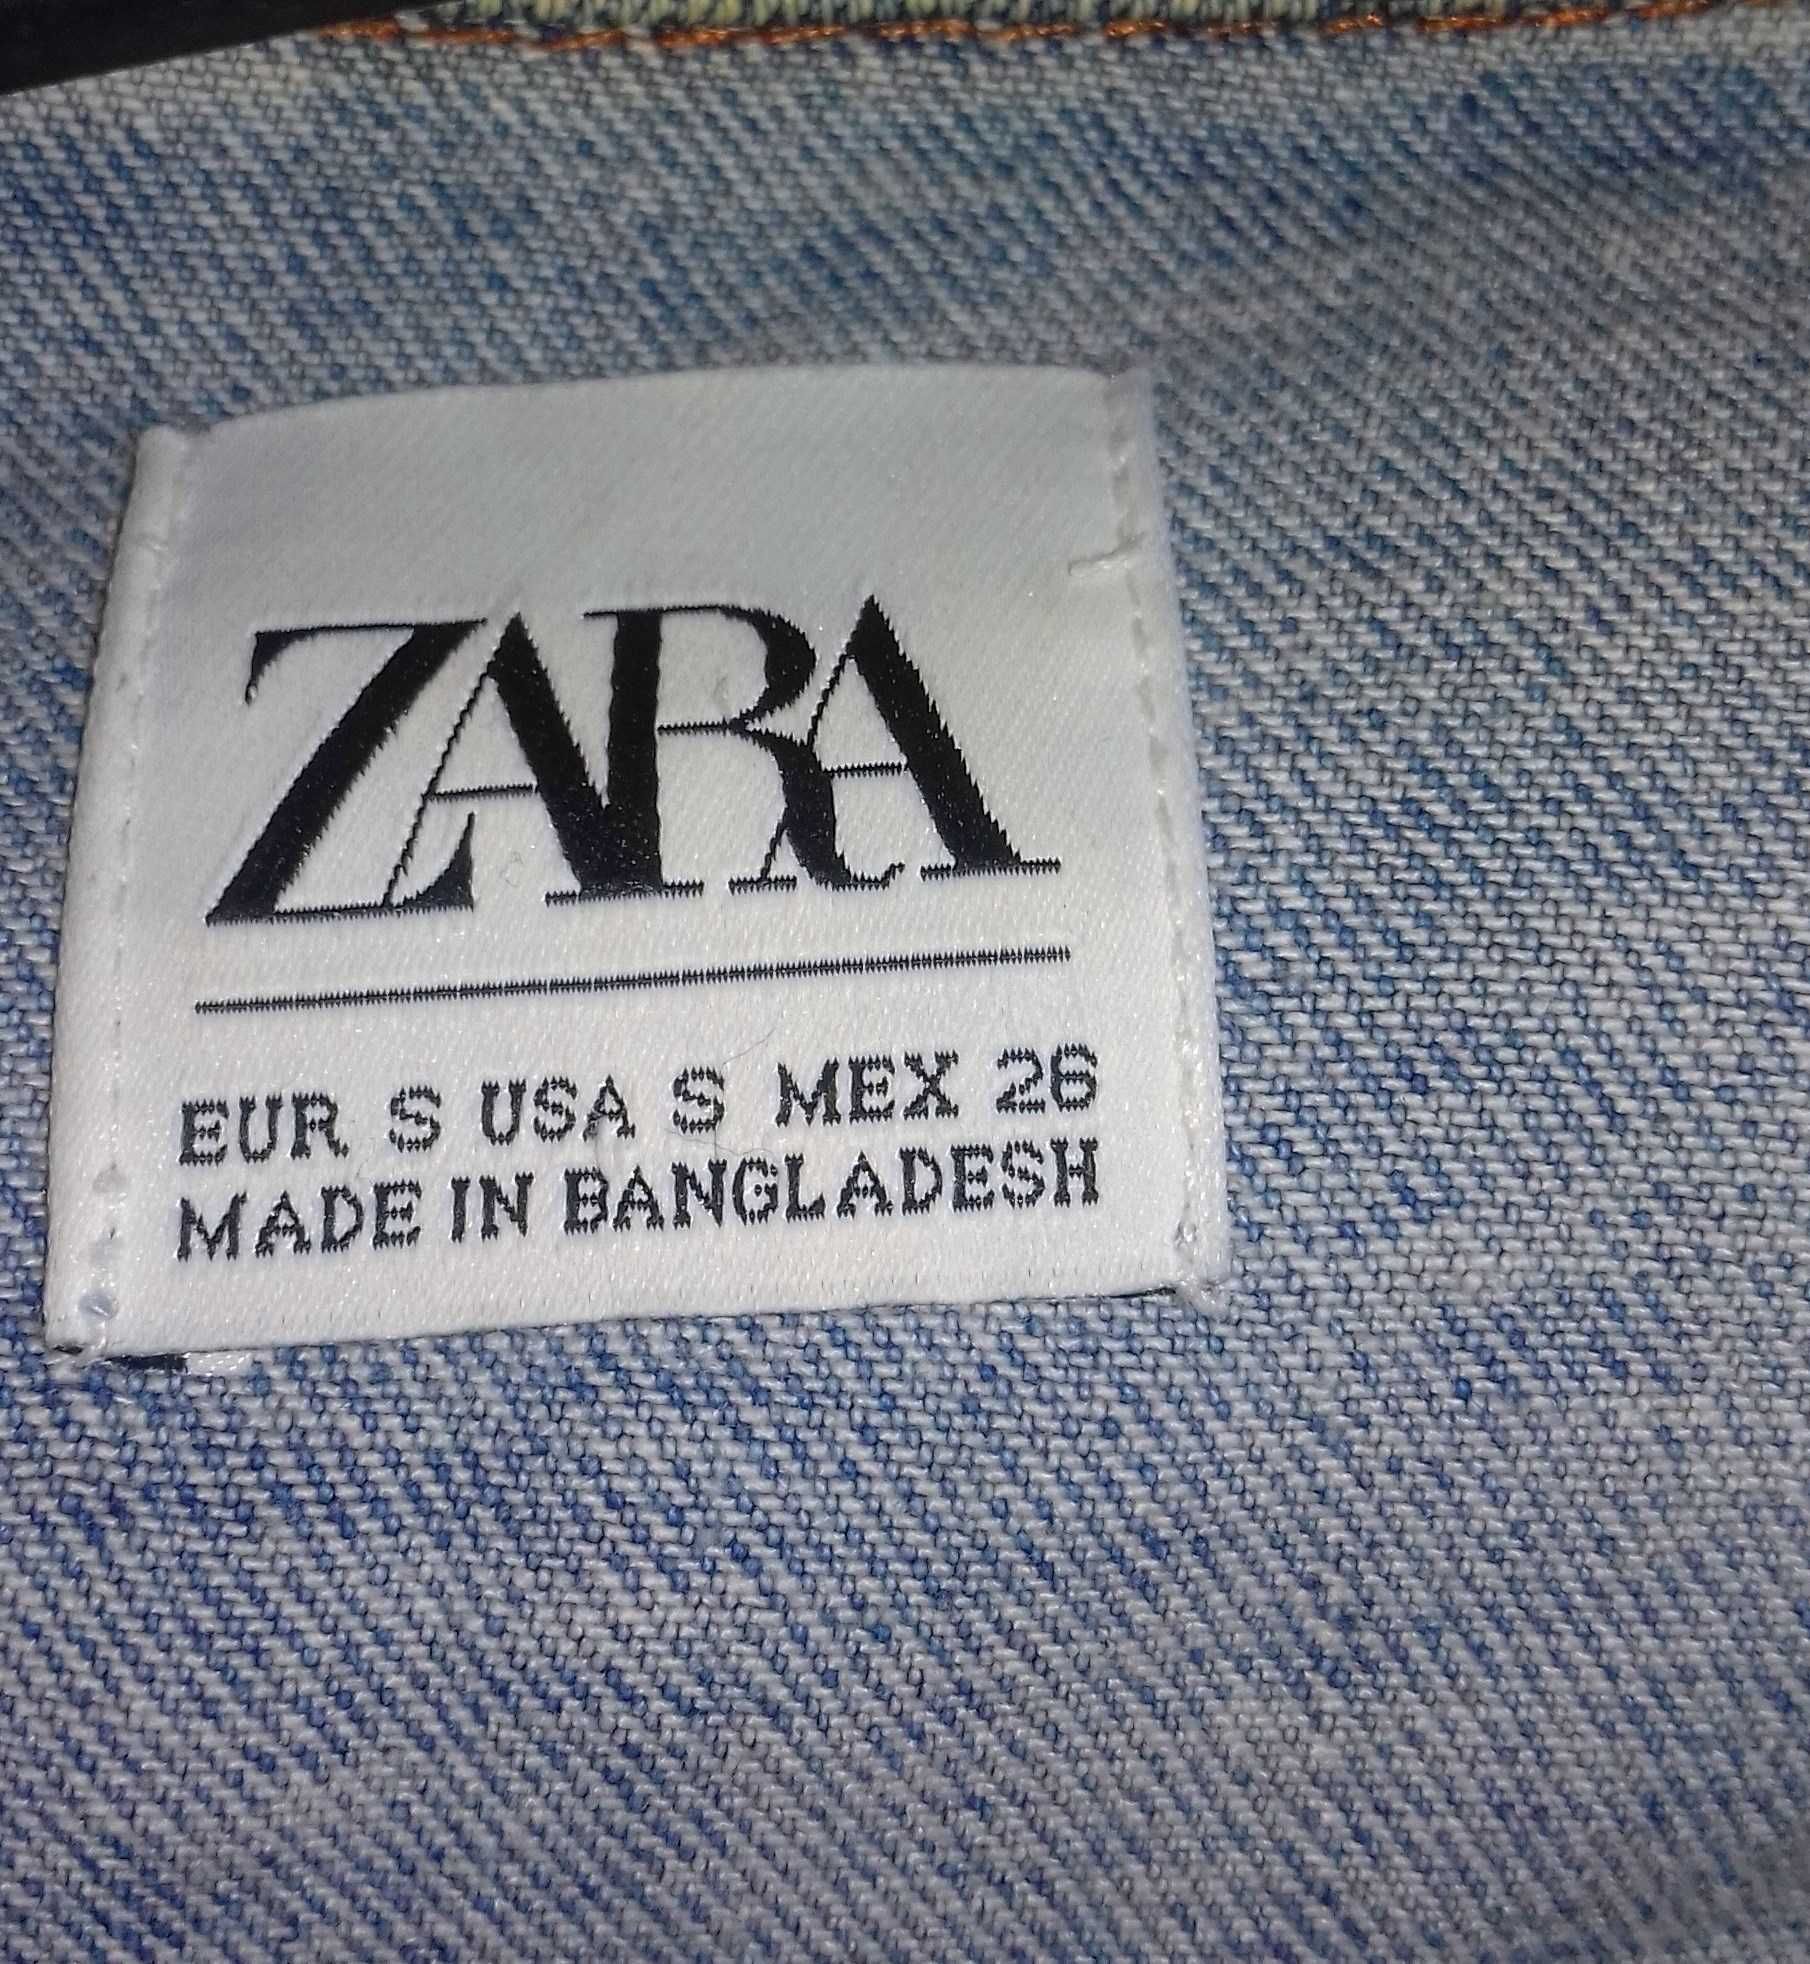 ZARA
EUR S USA S MEX 26
MADE IN BANGLADESH